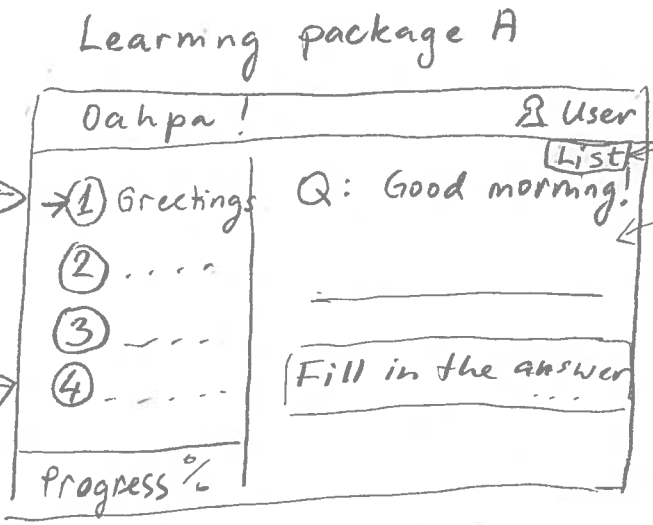 Learning package A
Oahpa! User
List
→① Greetings
Q: Good morning!
② ....
③ ....
④ ......
Fill in the answer
...
Progress %